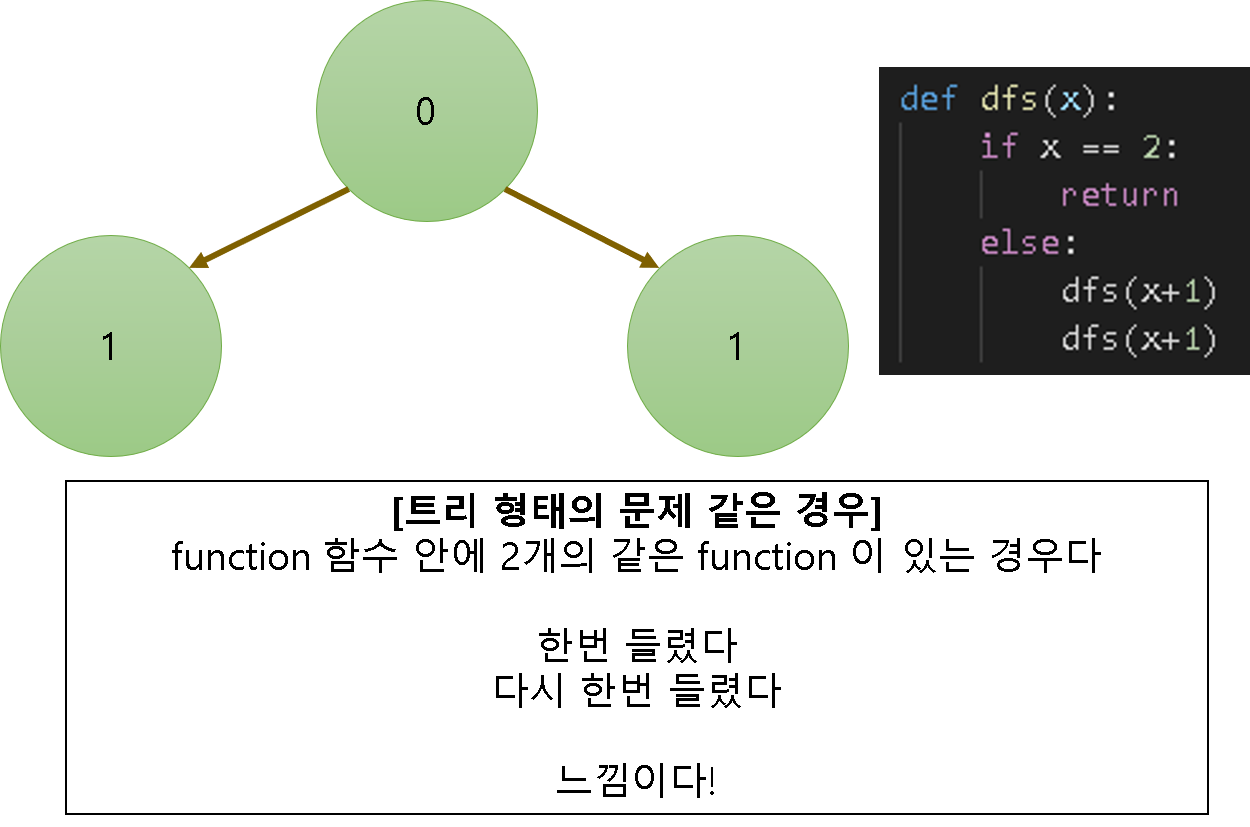 0
1
1
def dfs(x):
    if x == 2:
        return
    else:
        dfs(x+1)
        dfs(x+1)
[트리 형태의 문제 같은 경우]
function 함수 안에 2개의 같은 function 이 있는 경우다
한번 들렸다
다시 한번 들렸다
느낌이다!